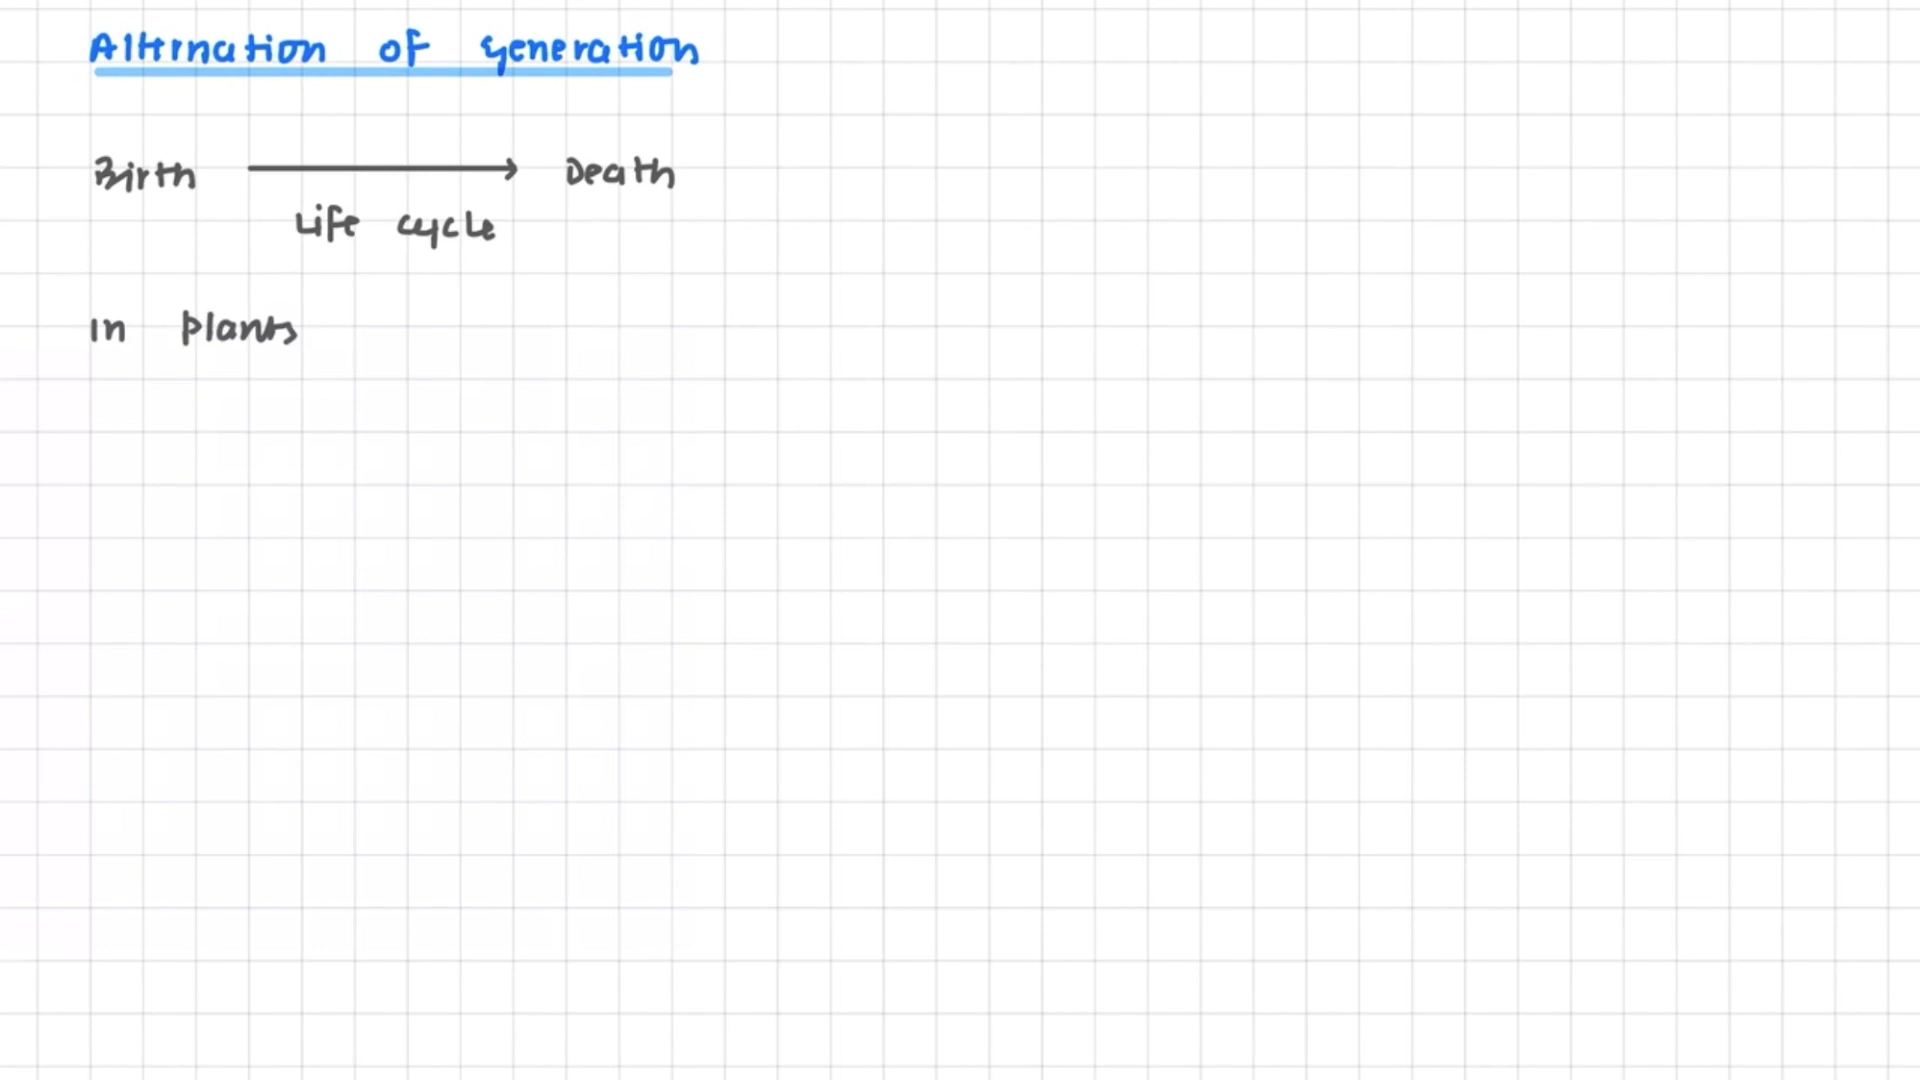 Alternation of generation
Birth → Death
Life cycle
In plants